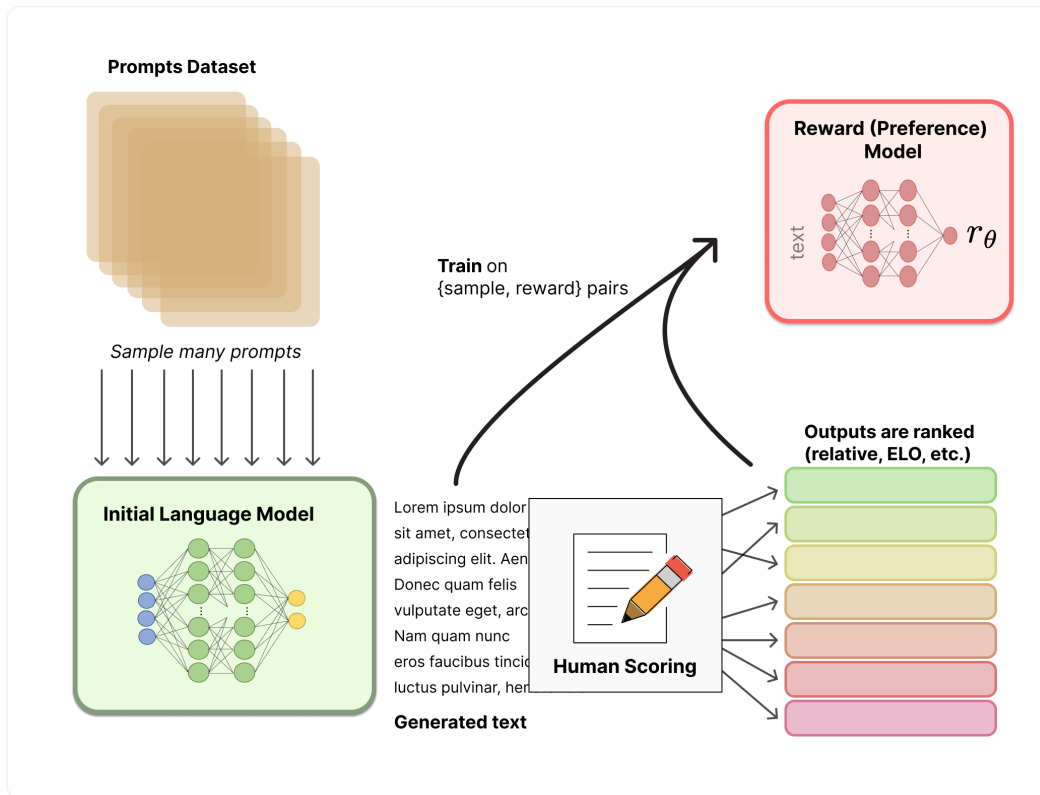 Prompts Dataset
Sample many prompts
Initial Language Model
Train on
{sample, reward} pairs
Reward (Preference)
Model
text
rθ
Lorem ipsum dolor
sit amet, consectet
adipiscing elit. Aen
Donec quam felis
vulputate eget, arc
Nam quam nunc
eros faucibus tincid
luctus pulvinar, hen
Generated text
Human Scoring
Outputs are ranked
(relative, ELO, etc.)